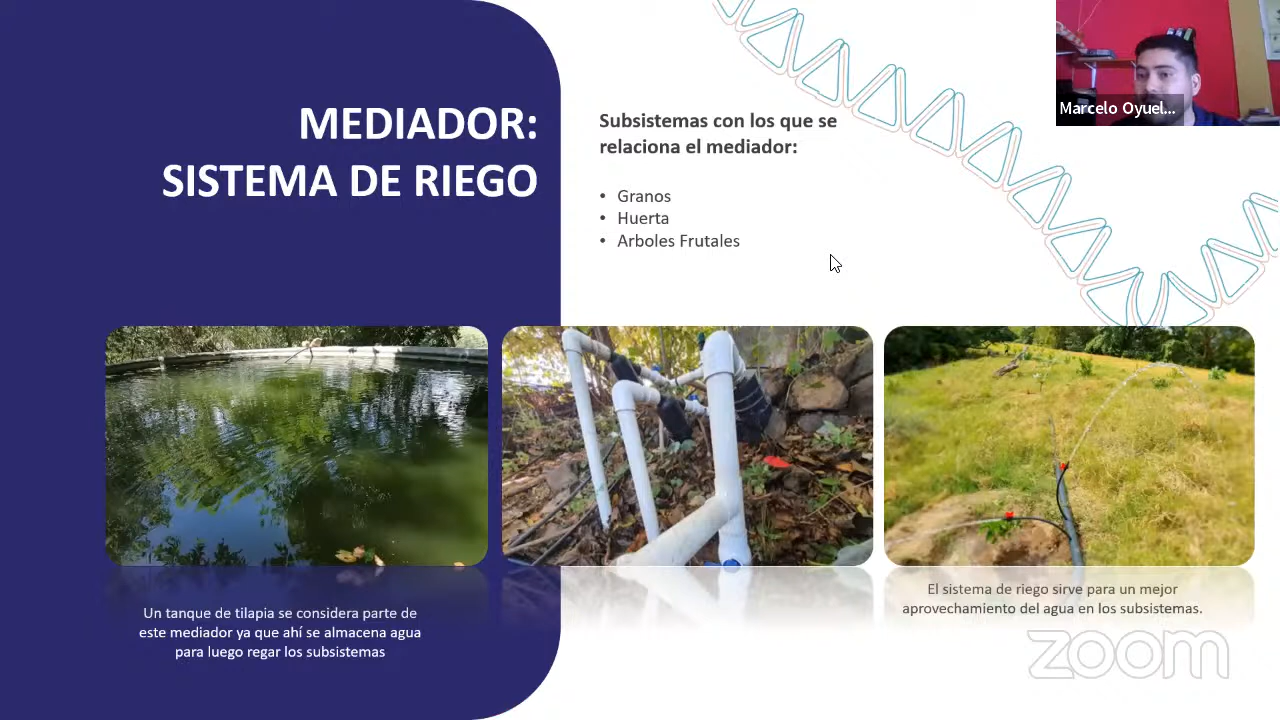 MEDIADOR:
SISTEMA DE RIEGO
Subsistemas con los que se
relaciona el mediador:
• Granos
• Huerta
• Arboles Frutales
Marcelo Oyuel...
Un tanque de tilapia se considera parte de
este mediador ya que ahí se almacena agua
para luego regar los subsistemas
El sistema de riego sirve para un mejor
aprovechamiento del agua en los subsistemas.
zoom